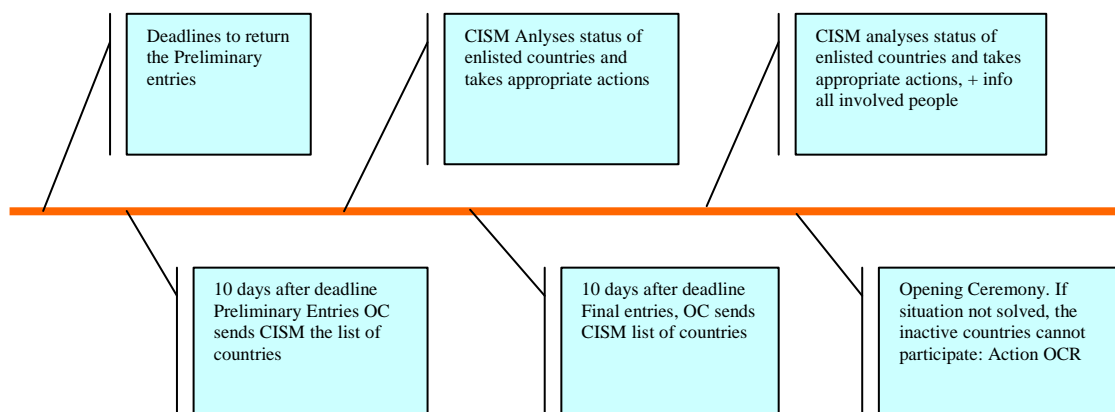 Deadlines to return
the Preliminary
entries
CISM Anlyses status of
enlisted countries and
takes appropriate actions
CISM analyses status of
enlisted countries and takes
appropriate actions, + info
all involved people
10 days after deadline
Preliminary Entries OC
sends CISM the list of
countries
10 days after deadline
Final entries, OC sends
CISM list of countries
Opening Ceremony. If
situation not solved, the
inactive countries cannot
participate: Action OCR